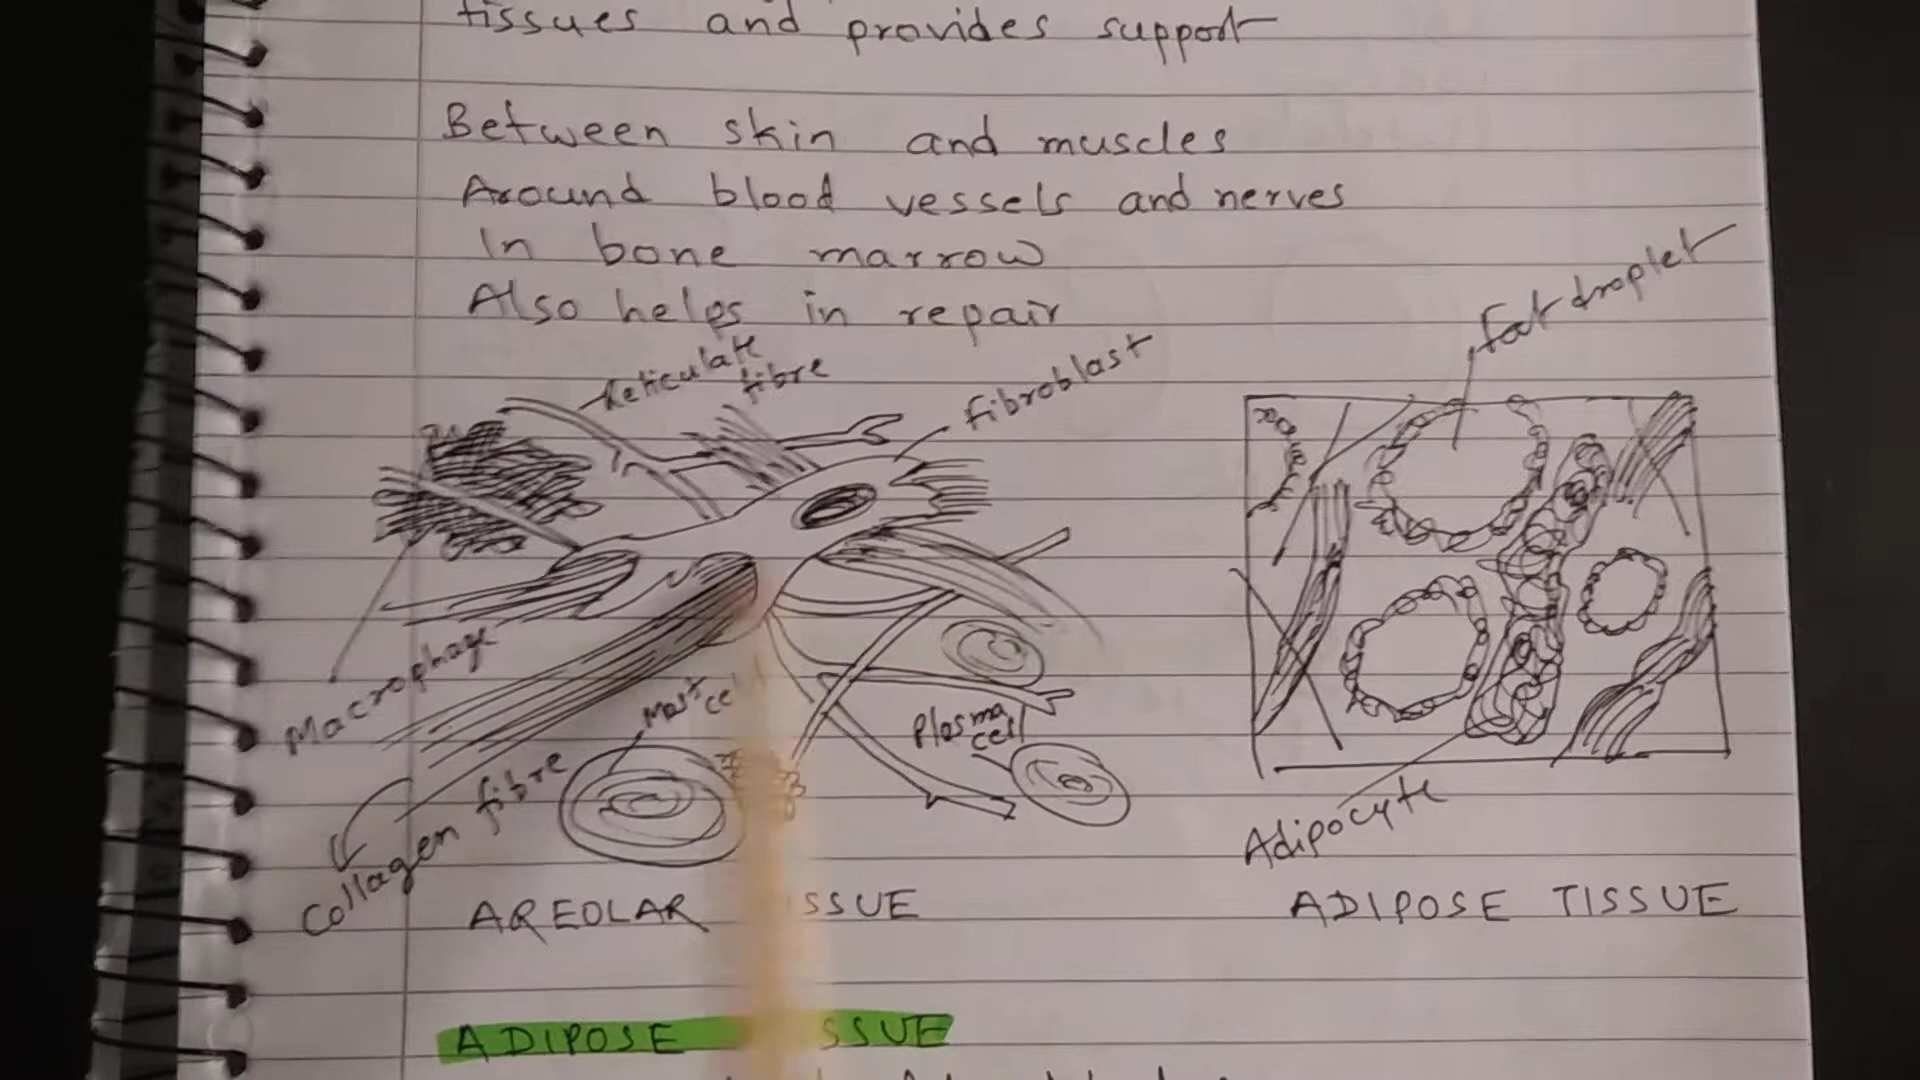 tissues and provides support
Between skin and muscles
Around blood vessels and nerves
In bone marrow
Also helps in repair
Reticulate
fibre
Fibroblast
Fat droplet
Macrophage
Mast cell
Plasma
cell
Collagen fibre
Adipocyte
AREOLAR ISSUE
ADIPOSE TISSUE
ADIPOSE SSUE